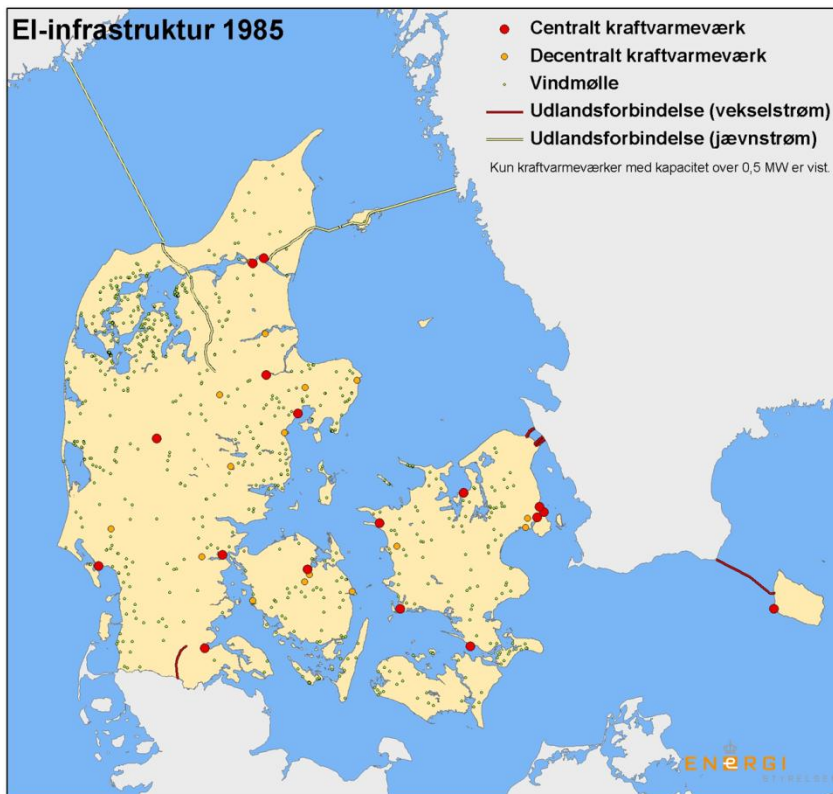 El-infrastruktur 1985
Centralt kraftvarmeværk
Decentralt kraftvarmeværk
Vindmølle
Udlandsforbindelse (vekselstrøm)
Udlandsforbindelse (jævnstrøm)
Kun kraftvarmeværker med kapacitet over 0,5 MW er vist.
ENERGI
STYRELSEN